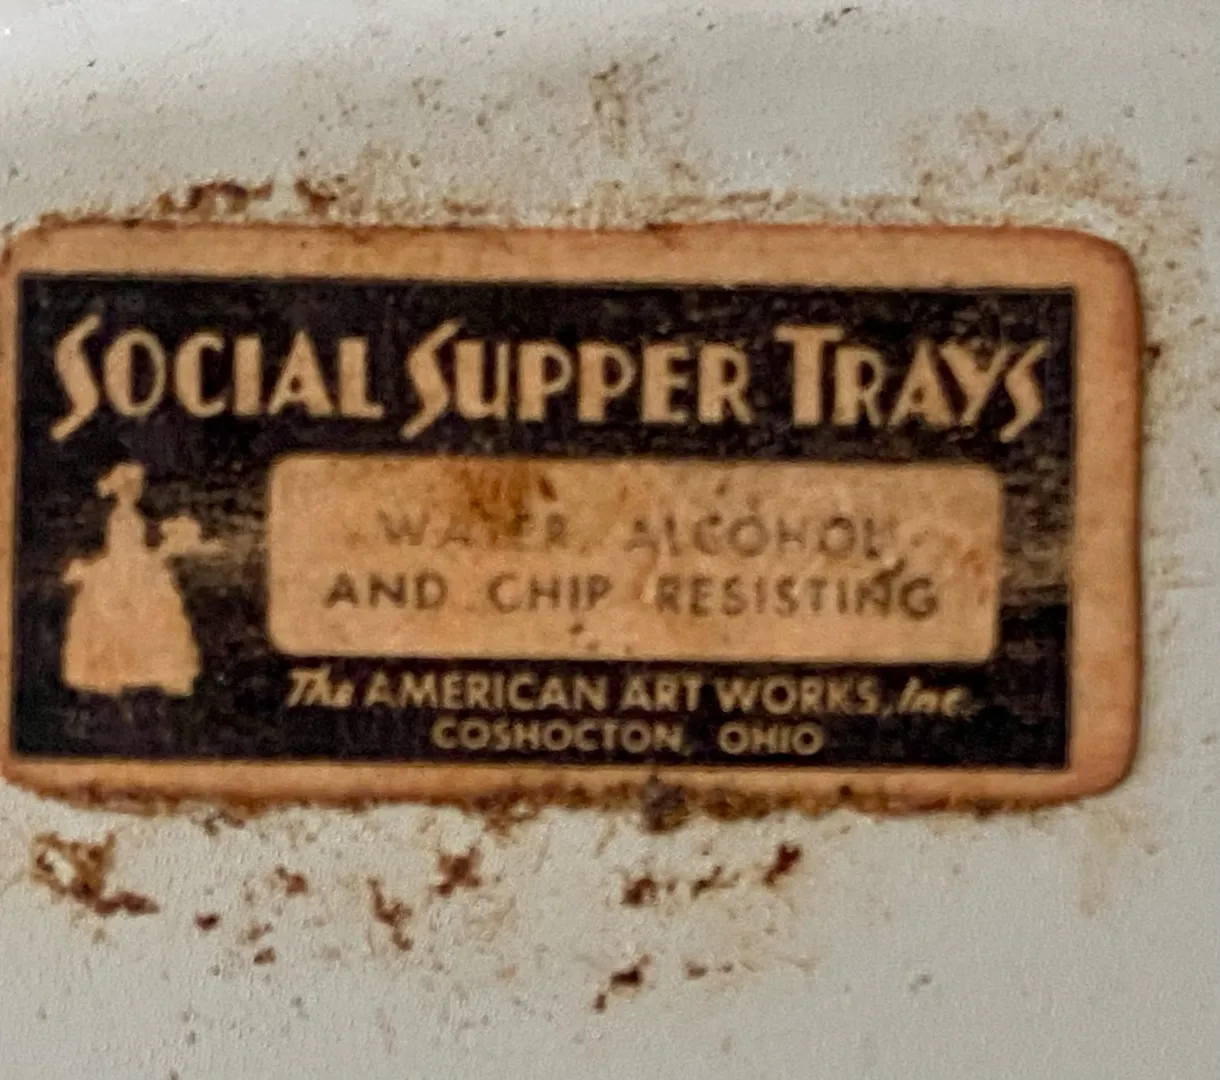 SOCIAL SUPPER TRAYS
WATER, ALCOHOL,
AND CHIP RESISTING
The AMERICAN ART WORKS, Inc.
COSHOCTON, OHIO